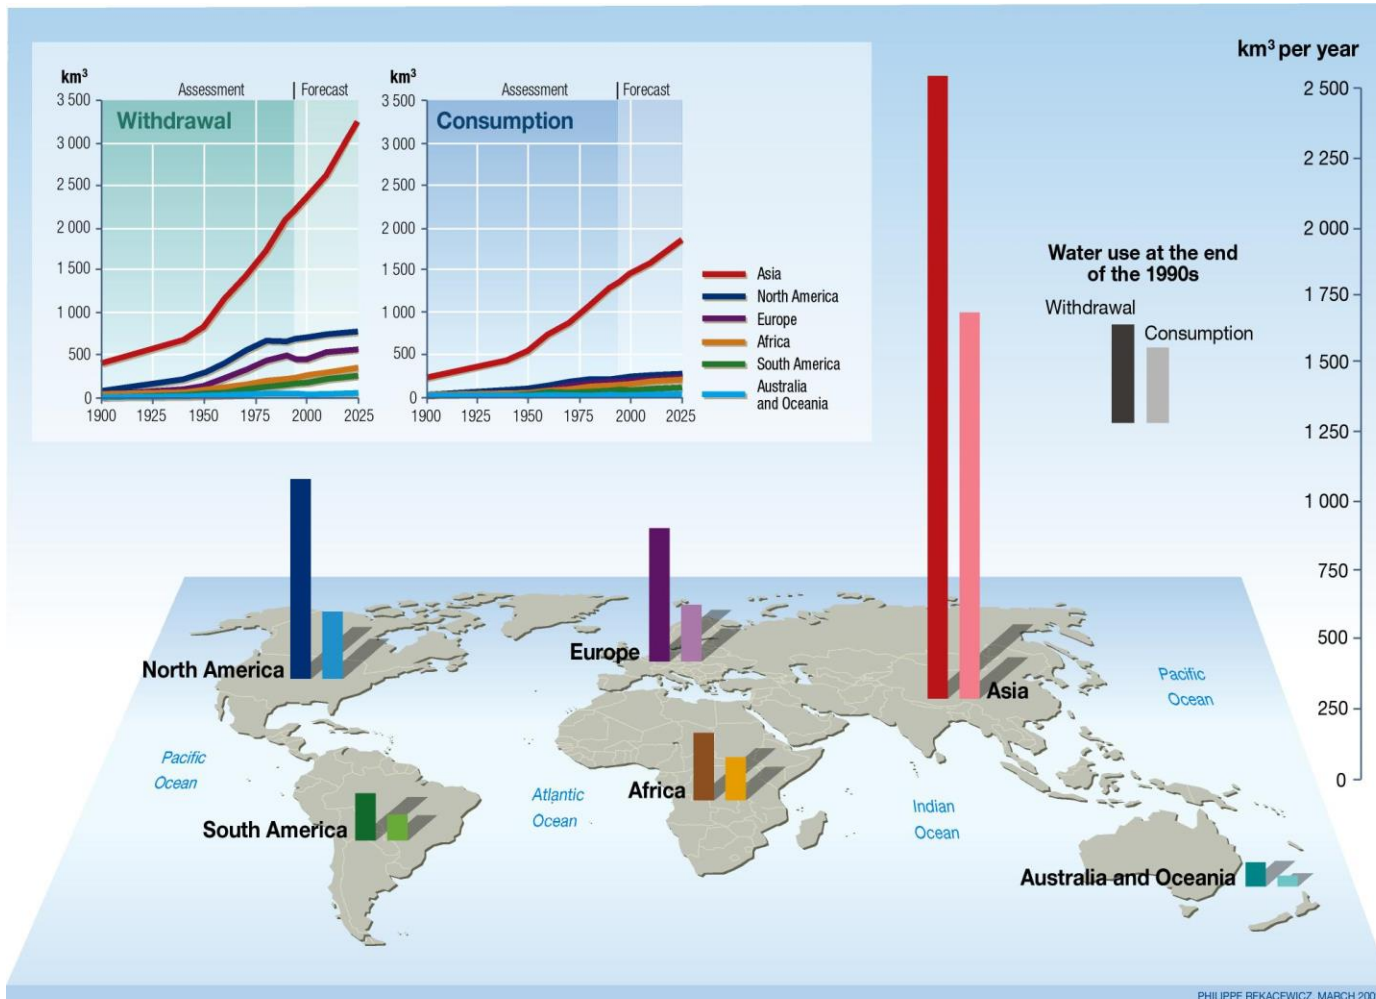 km³
Assessment
Forecast
3 500
3 000
2 500
2 000
1 500
1 000
500
0
Withdrawal
1900
1925
1950
1975
2000
2025
km³
Assessment
Forecast
3 500
3 000
2 500
2 000
1 500
1 000
500
0
Consumption
1900
1925
1950
1975
2000
2025
Asia
North America
Europe
Africa
South America
Australia
and Oceania
km³ per year
2 500
2 250
2 000
1 750
1 500
1 250
1 000
750
500
250
0
Water use at the end
of the 1990s
Withdrawal
Consumption
North America
Europe
Asia
Pacific
Ocean
Pacific
Ocean
Africa
Atlantic
Ocean
Indian
Ocean
South America
Australia and Oceania
PHILIPPE REKACEWICZ, MARCH